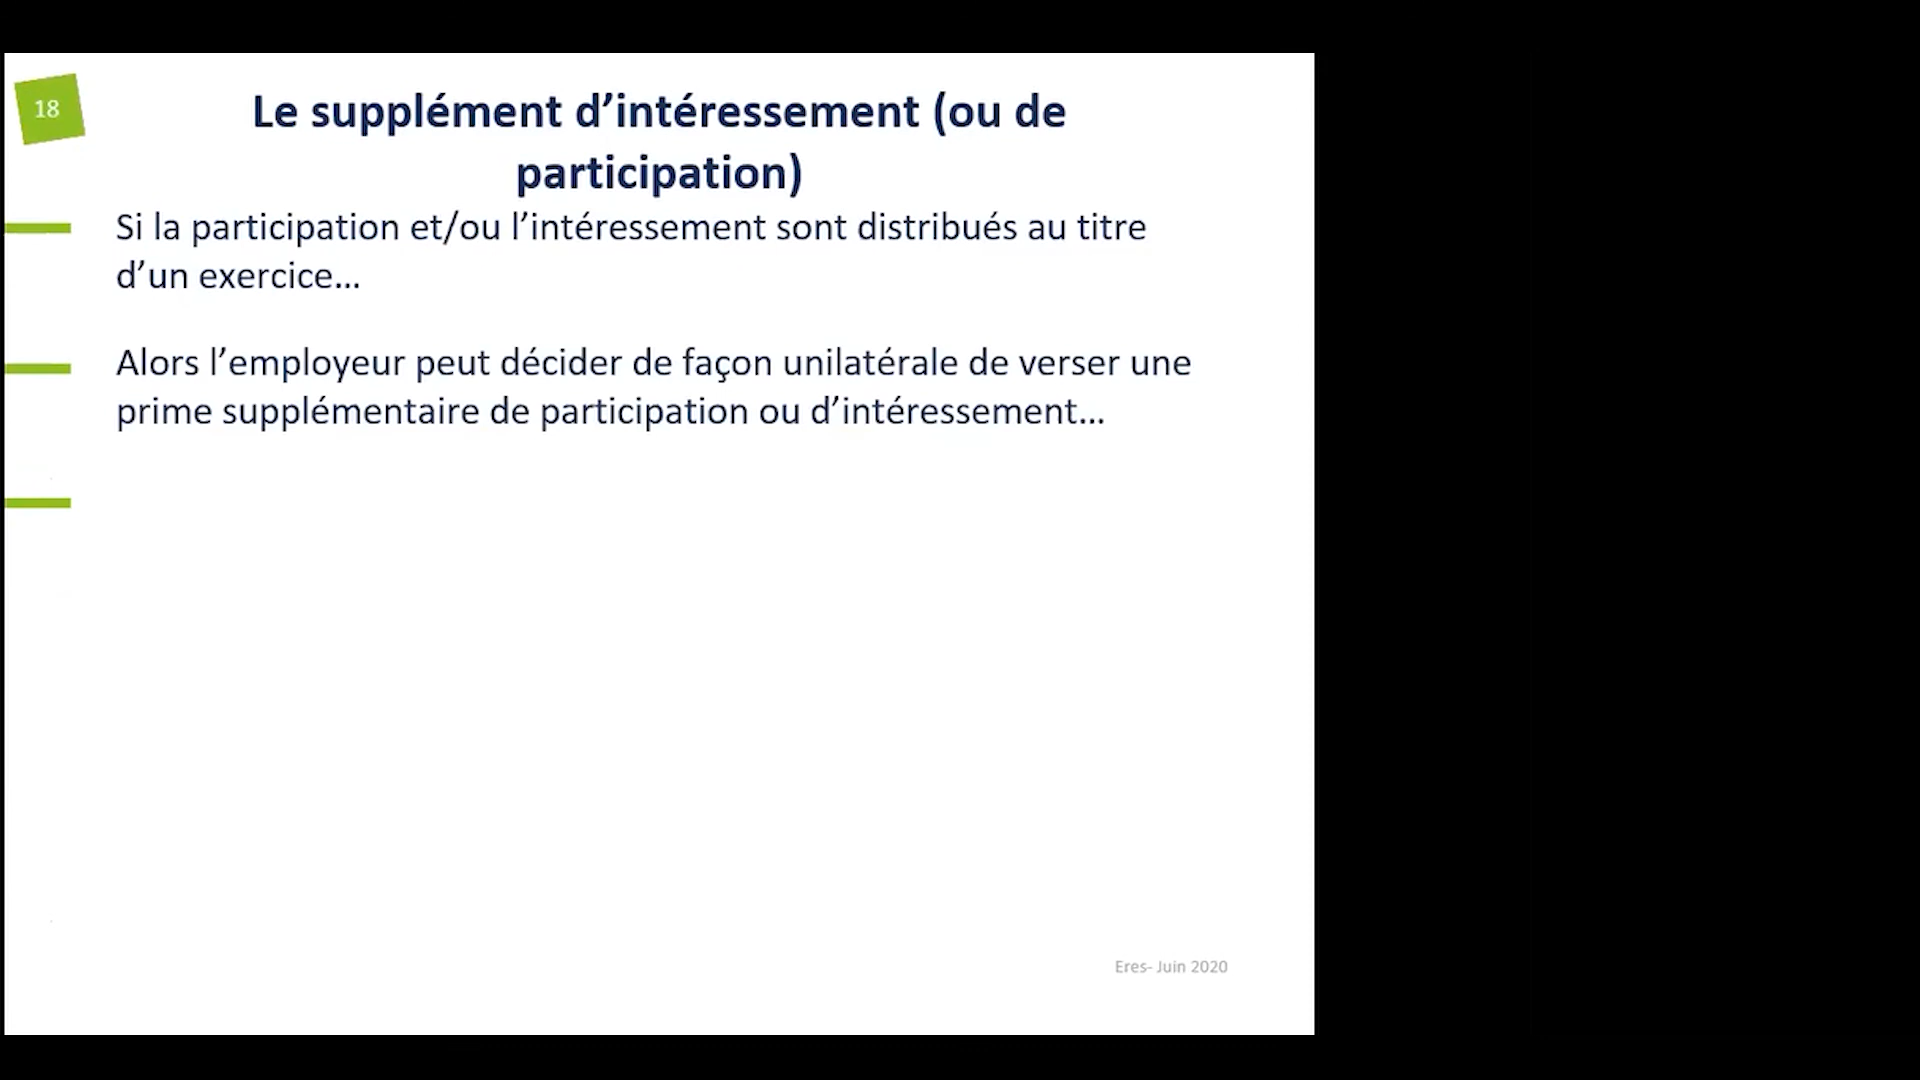 18
Le supplément d’intéressement (ou de
participation)
Si la participation et/ou l’intéressement sont distribués au titre
d’un exercice…
Alors l’employeur peut décider de façon unilatérale de verser une
prime supplémentaire de participation ou d’intéressement…
Eres- Juin 2020